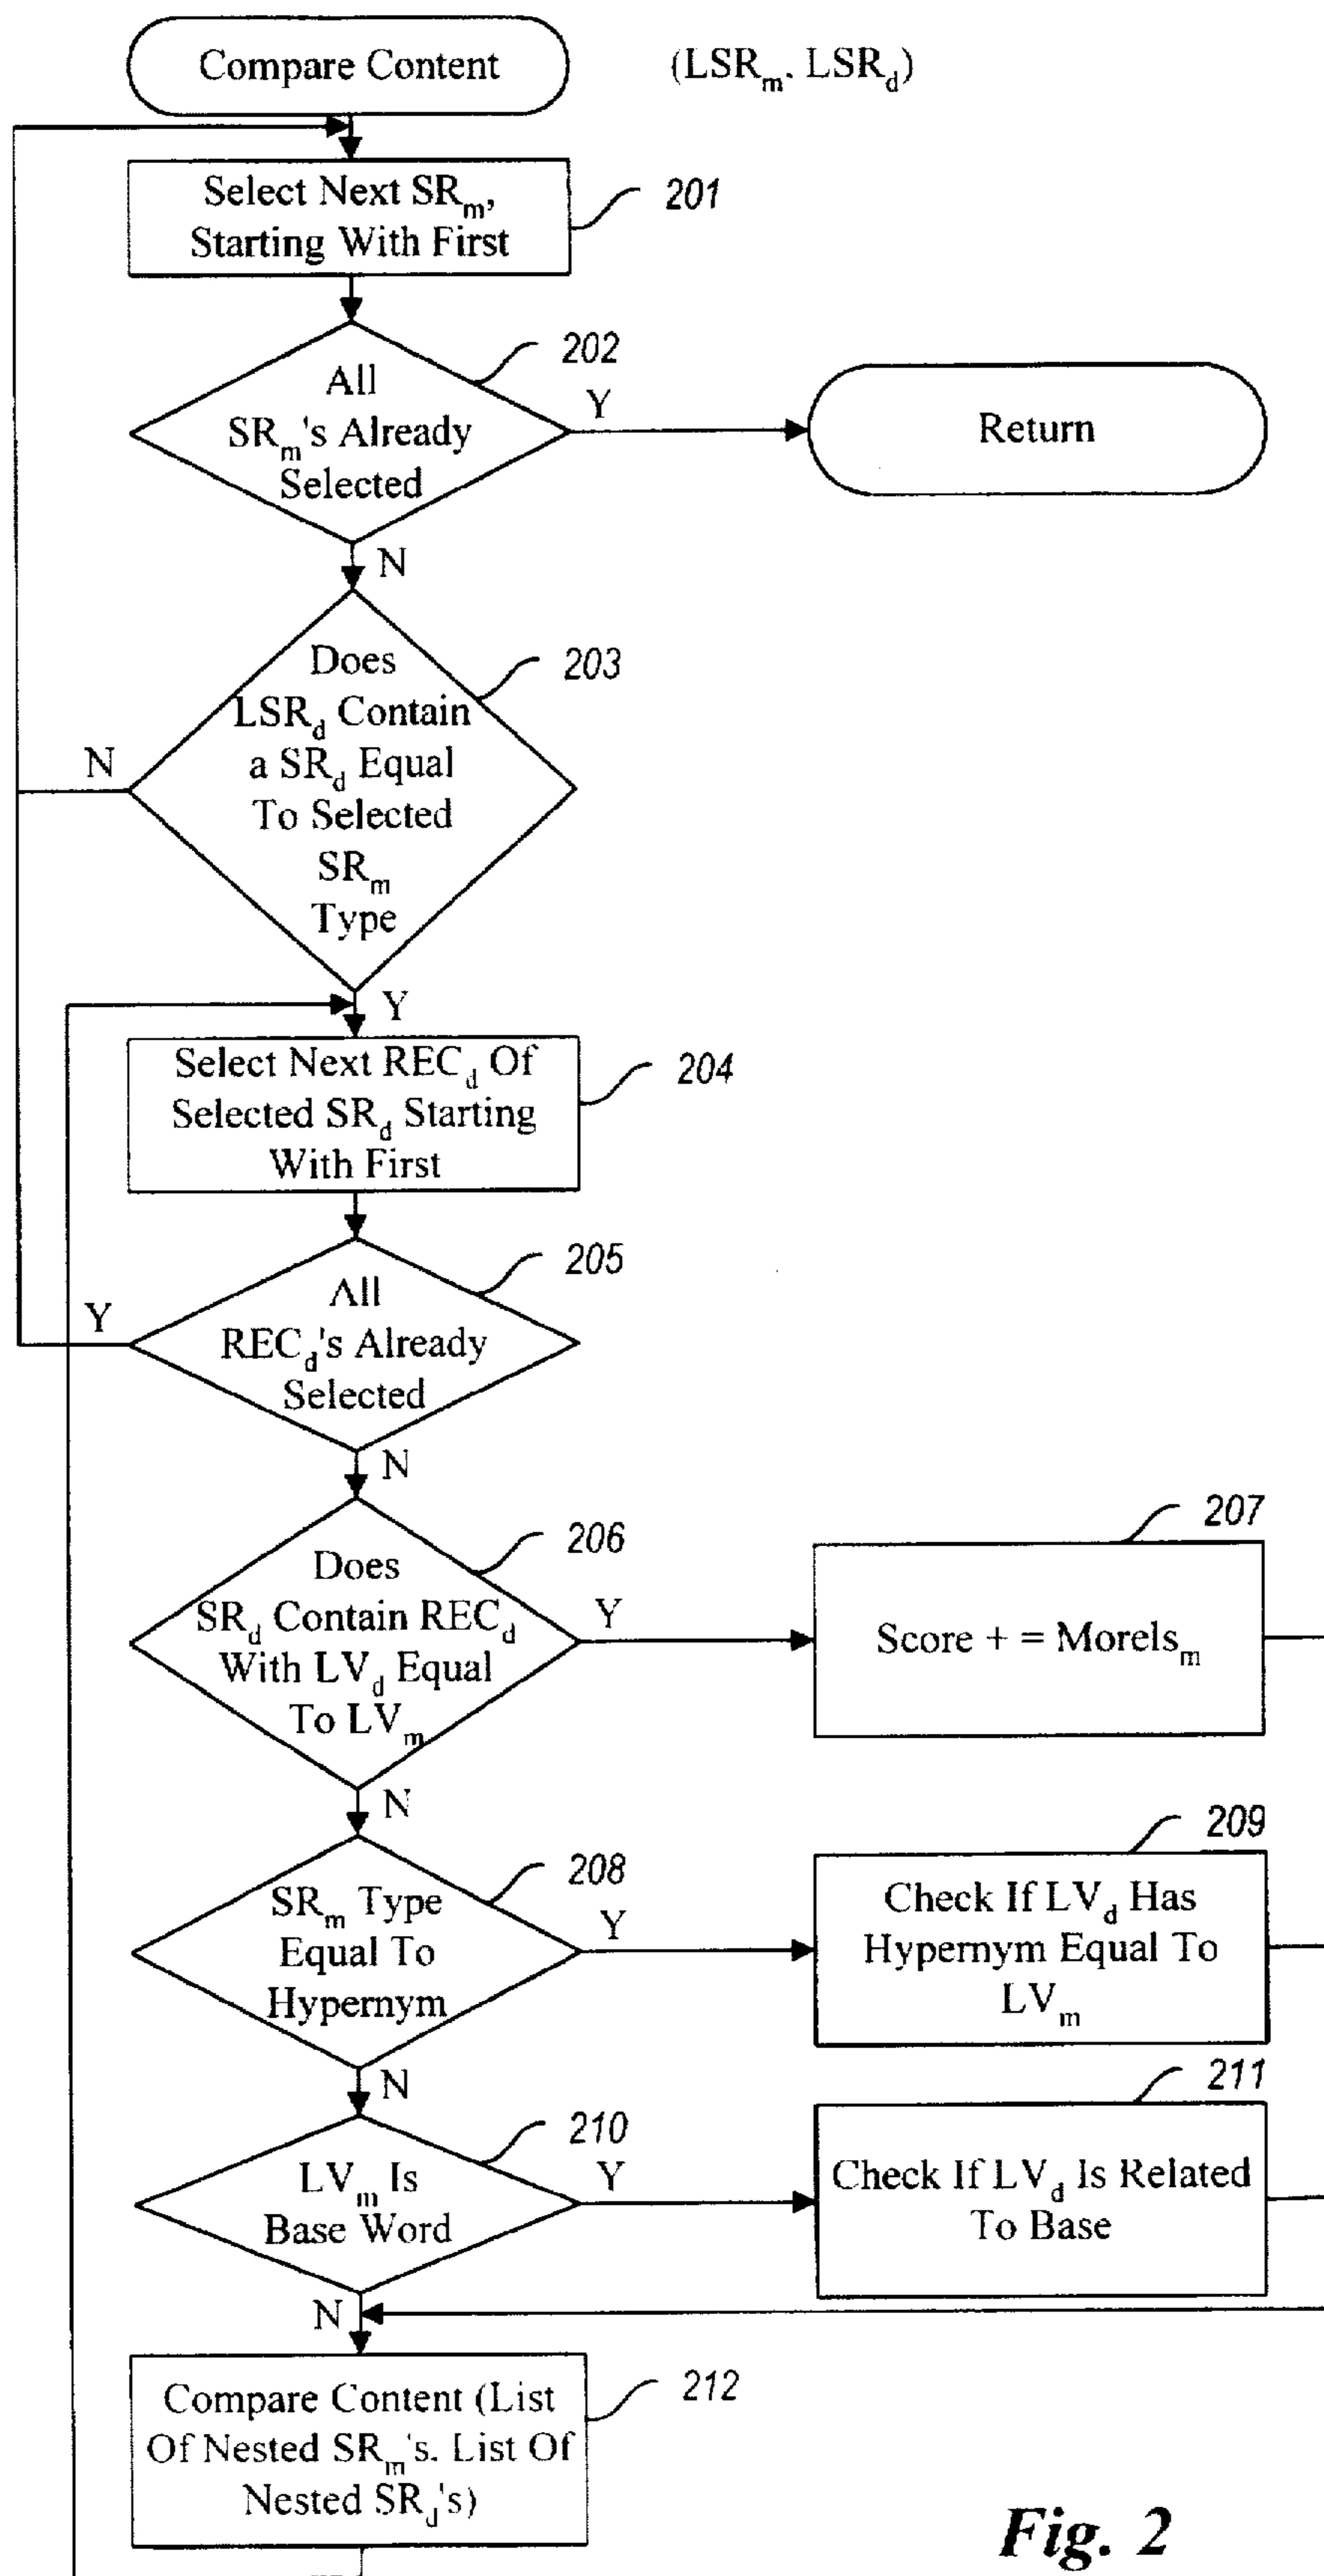 Compare Content
(LSRm, LSRd)
Select Next SRm,
Starting With First
201
202
All
SRm's Already
Selected
Y
Return
N
203
Does
LSRd Contain
a SRd Equal
To Selected
SRm
Type
N
Y
Select Next RECd Of
Selected SRd Starting
With First
204
205
All
RECd's Already
Selected
Y
N
206
Does
SRd Contain RECd
With LVd Equal
To LVm
Y
207
Score + = Morelsm
N
208
SRm Type
Equal To
Hypernym
Y
209
Check If LVd Has
Hypernym Equal To
LVm
N
210
LVm Is
Base Word
Y
211
Check If LVd Is Related
To Base
N
Compare Content (List
Of Nested SRm's. List Of
Nested SRd's)
212
Fig. 2